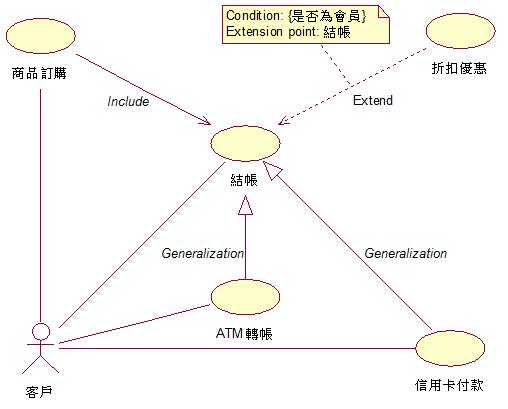 Condition: {是否為會員}
Extension point: 結帳
商品訂購
折扣優惠
Include
Extend
結帳
Generalization
Generalization
ATM 轉帳
客戶
信用卡付款